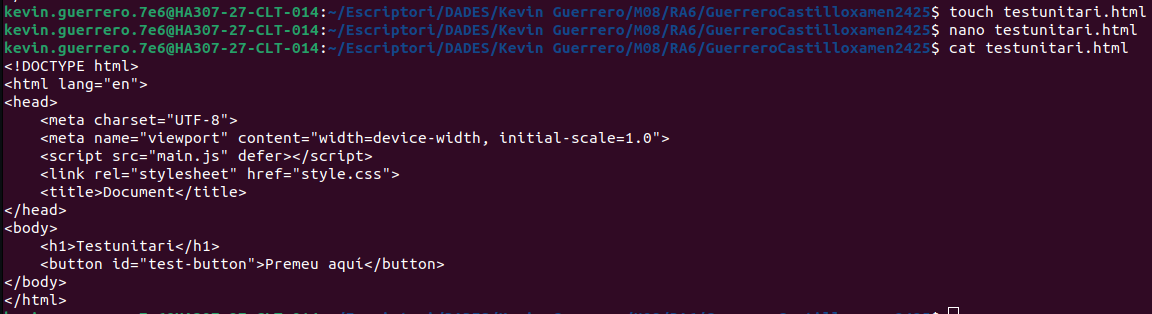 kevin.guerrero.7e6@HA307-27-CLT-014:~/Escriptori/DADES/Kevin Guerrero/M08/RA6/GuerreroCastilloxamen2425$ touch testunitari.html
kevin.guerrero.7e6@HA307-27-CLT-014:~/Escriptori/DADES/Kevin Guerrero/M08/RA6/GuerreroCastilloxamen2425$ nano testunitari.html
kevin.guerrero.7e6@HA307-27-CLT-014:~/Escriptori/DADES/Kevin Guerrero/M08/RA6/GuerreroCastilloxamen2425$ cat testunitari.html
<!DOCTYPE html>
<html lang="en">
<head>
    <meta charset="UTF-8">
    <meta name="viewport" content="width=device-width, initial-scale=1.0">
    <script src="main.js" defer></script>
    <link rel="stylesheet" href="style.css">
    <title>Document</title>
</head>
<body>
    <h1>Testunitari</h1>
    <button id="test-button">Premeu aquí</button>
</body>
</html>